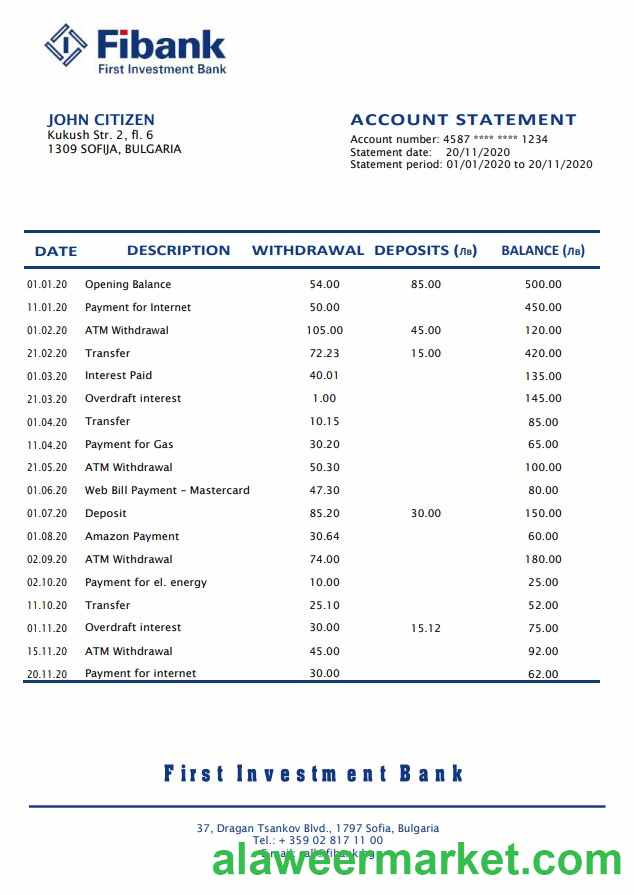 Fibank
First Investment Bank
JOHN CITIZEN
Kukush Str. 2, fl. 6
1309 SOFIJA, BULGARIA
ACCOUNT STATEMENT
Account number: 4587 **** **** 1234
Statement date: 20/11/2020
Statement period: 01/01/2020 to 20/11/2020
DATE DESCRIPTION WITHDRAWAL DEPOSITS (Лв) BALANCE (Лв)
01.01.20 Opening Balance 54.00 85.00 500.00
11.01.20 Payment for Internet 50.00 450.00
01.02.20 ATM Withdrawal 105.00 45.00 120.00
21.02.20 Transfer 72.23 15.00 420.00
01.03.20 Interest Paid 40.01 135.00
21.03.20 Overdraft interest 1.00 145.00
01.04.20 Transfer 10.15 85.00
11.04.20 Payment for Gas 30.20 65.00
21.05.20 ATM Withdrawal 50.30 100.00
01.06.20 Web Bill Payment – Mastercard 47.30 80.00
01.07.20 Deposit 85.20 30.00 150.00
01.08.20 Amazon Payment 30.64 60.00
02.09.20 ATM Withdrawal 74.00 180.00
02.10.20 Payment for el. energy 10.00 25.00
11.10.20 Transfer 25.10 52.00
01.11.20 Overdraft interest 30.00 15.12 75.00
15.11.20 ATM Withdrawal 45.00 92.00
20.11.20 Payment for internet 30.00 62.00
First Investment Bank
37, Dragan Tsankov Blvd., 1797 Sofia, Bulgaria
Tel.: + 359 02 817 11 00
alaweermarket.com